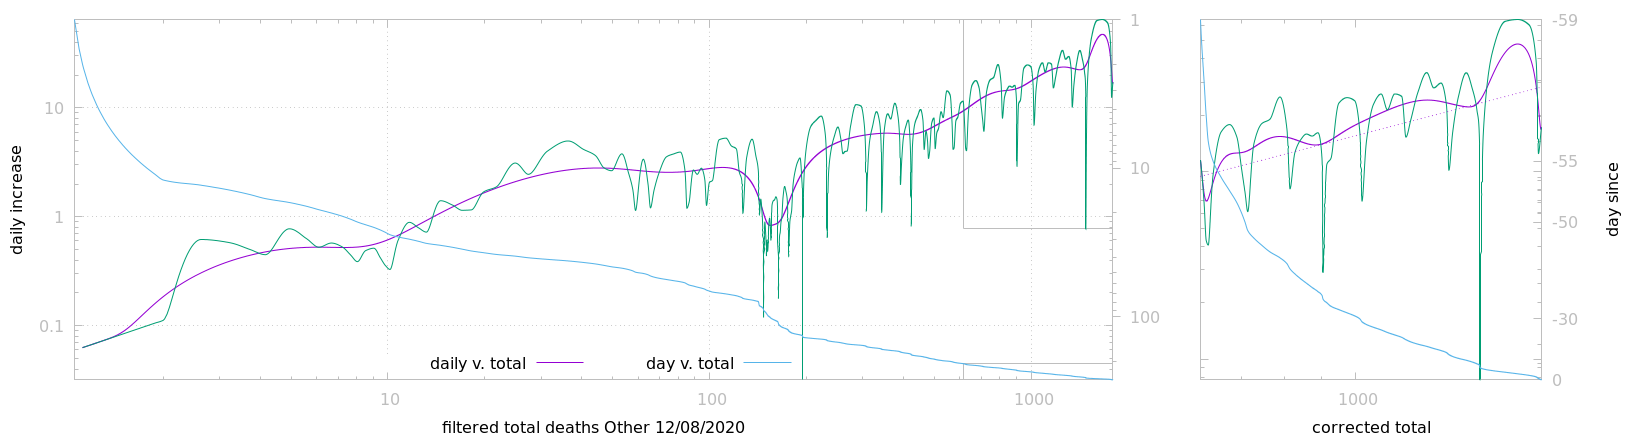 daily increase
10
1
0.1
daily v. total
day v. total
10
100
1000
filtered total deaths Other 12/08/2020
1
10
100
1000
corrected total
-59
-55
-50
-30
0
day since